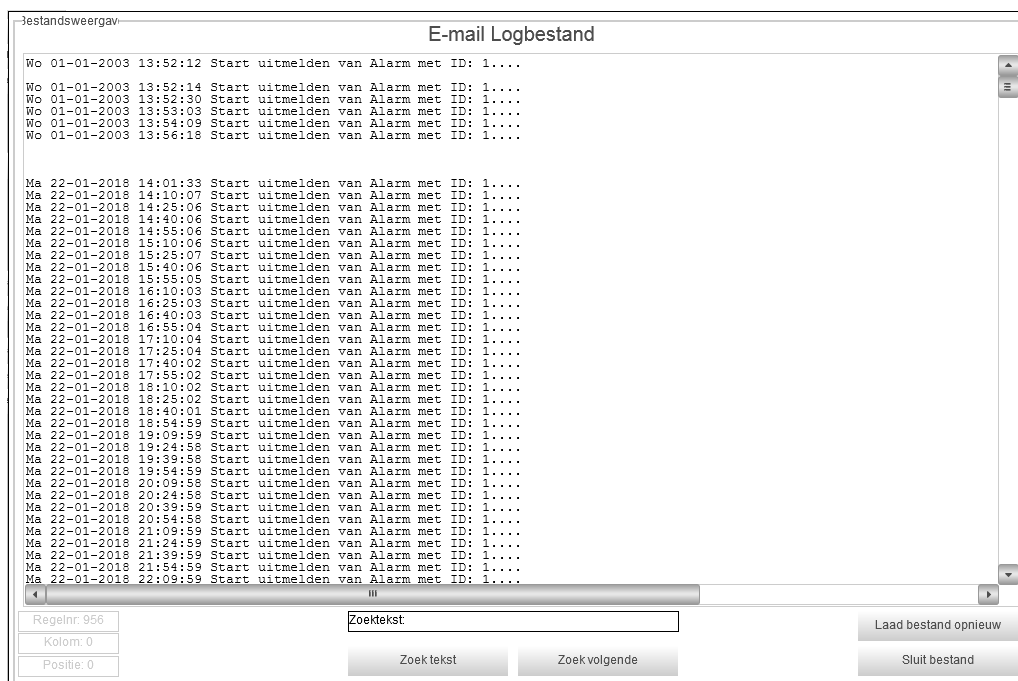 Bestandsweergav
E-mail Logbestand
Wo 01-01-2003 13:52:12 Start uitmelden van Alarm met ID: 1....
Wo 01-01-2003 13:52:14 Start uitmelden van Alarm met ID: 1....
Wo 01-01-2003 13:52:30 Start uitmelden van Alarm met ID: 1....
Wo 01-01-2003 13:53:03 Start uitmelden van Alarm met ID: 1....
Wo 01-01-2003 13:54:09 Start uitmelden van Alarm met ID: 1....
Wo 01-01-2003 13:56:18 Start uitmelden van Alarm met ID: 1....
Ma 22-01-2018 14:01:33 Start uitmelden van Alarm met ID: 1....
Ma 22-01-2018 14:10:07 Start uitmelden van Alarm met ID: 1....
Ma 22-01-2018 14:25:06 Start uitmelden van Alarm met ID: 1....
Ma 22-01-2018 14:40:06 Start uitmelden van Alarm met ID: 1....
Ma 22-01-2018 14:55:06 Start uitmelden van Alarm met ID: 1....
Ma 22-01-2018 15:10:06 Start uitmelden van Alarm met ID: 1....
Ma 22-01-2018 15:25:07 Start uitmelden van Alarm met ID: 1....
Ma 22-01-2018 15:40:06 Start uitmelden van Alarm met ID: 1....
Ma 22-01-2018 15:55:05 Start uitmelden van Alarm met ID: 1....
Ma 22-01-2018 16:10:03 Start uitmelden van Alarm met ID: 1....
Ma 22-01-2018 16:25:03 Start uitmelden van Alarm met ID: 1....
Ma 22-01-2018 16:40:03 Start uitmelden van Alarm met ID: 1....
Ma 22-01-2018 16:55:04 Start uitmelden van Alarm met ID: 1....
Ma 22-01-2018 17:10:04 Start uitmelden van Alarm met ID: 1....
Ma 22-01-2018 17:25:04 Start uitmelden van Alarm met ID: 1....
Ma 22-01-2018 17:40:02 Start uitmelden van Alarm met ID: 1....
Ma 22-01-2018 17:55:02 Start uitmelden van Alarm met ID: 1....
Ma 22-01-2018 18:10:02 Start uitmelden van Alarm met ID: 1....
Ma 22-01-2018 18:25:02 Start uitmelden van Alarm met ID: 1....
Ma 22-01-2018 18:40:01 Start uitmelden van Alarm met ID: 1....
Ma 22-01-2018 18:54:59 Start uitmelden van Alarm met ID: 1....
Ma 22-01-2018 19:09:59 Start uitmelden van Alarm met ID: 1....
Ma 22-01-2018 19:24:58 Start uitmelden van Alarm met ID: 1....
Ma 22-01-2018 19:39:58 Start uitmelden van Alarm met ID: 1....
Ma 22-01-2018 19:54:59 Start uitmelden van Alarm met ID: 1....
Ma 22-01-2018 20:09:58 Start uitmelden van Alarm met ID: 1....
Ma 22-01-2018 20:24:58 Start uitmelden van Alarm met ID: 1....
Ma 22-01-2018 20:39:59 Start uitmelden van Alarm met ID: 1....
Ma 22-01-2018 20:54:58 Start uitmelden van Alarm met ID: 1....
Ma 22-01-2018 21:09:59 Start uitmelden van Alarm met ID: 1....
Ma 22-01-2018 21:24:59 Start uitmelden van Alarm met ID: 1....
Ma 22-01-2018 21:39:59 Start uitmelden van Alarm met ID: 1....
Ma 22-01-2018 21:54:59 Start uitmelden van Alarm met ID: 1....
Ma 22-01-2018 22:09:59 Start uitmelden van Alarm met ID: 1....
Regelnr: 956
Zoektekst:
Laad bestand opnieuw
Kolom: 0
Positie: 0
Zoek tekst
Zoek volgende
Sluit bestand